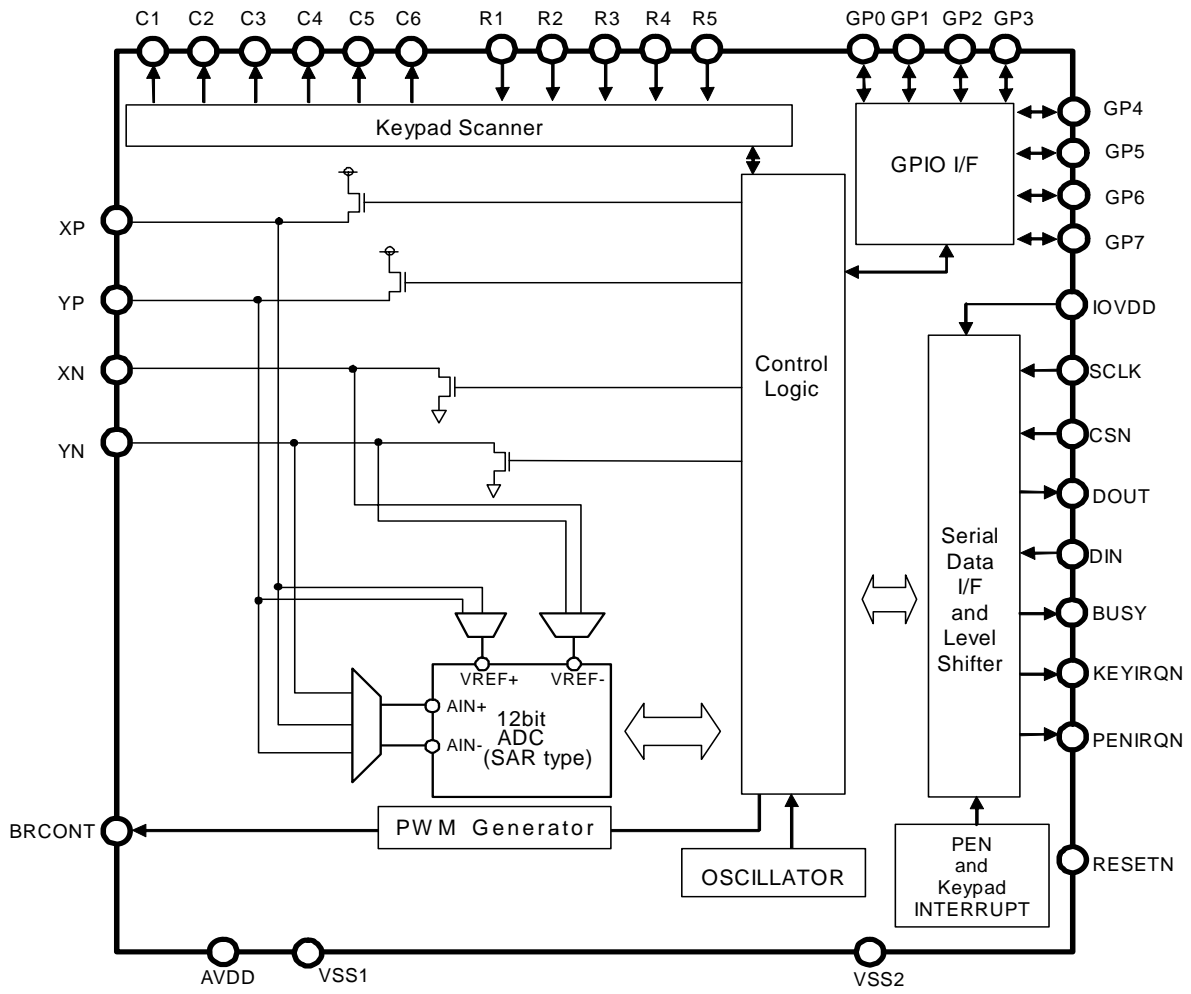 C1 C2 C3 C4 C5 C6 R1 R2 R3 R4 R5 GP0 GP1 GP2 GP3
Keypad Scanner
GPIO I/F
GP4
GP5
GP6
GP7
XP
YP
XN
YN
Control
Logic
IOVDD
SCLK
CSN
DOUT
DIN
BUSY
KEYIRQN
PENIRQN
Serial
Data
I/F
and
Level
Shifter
VREF+ VREF-
AIN+
AIN-
12bit
ADC
(SAR type)
BRCONT
PWM Generator
OSCILLATOR
PEN
and
Keypad
INTERRUPT
RESETN
AVDD
VSS1
VSS2